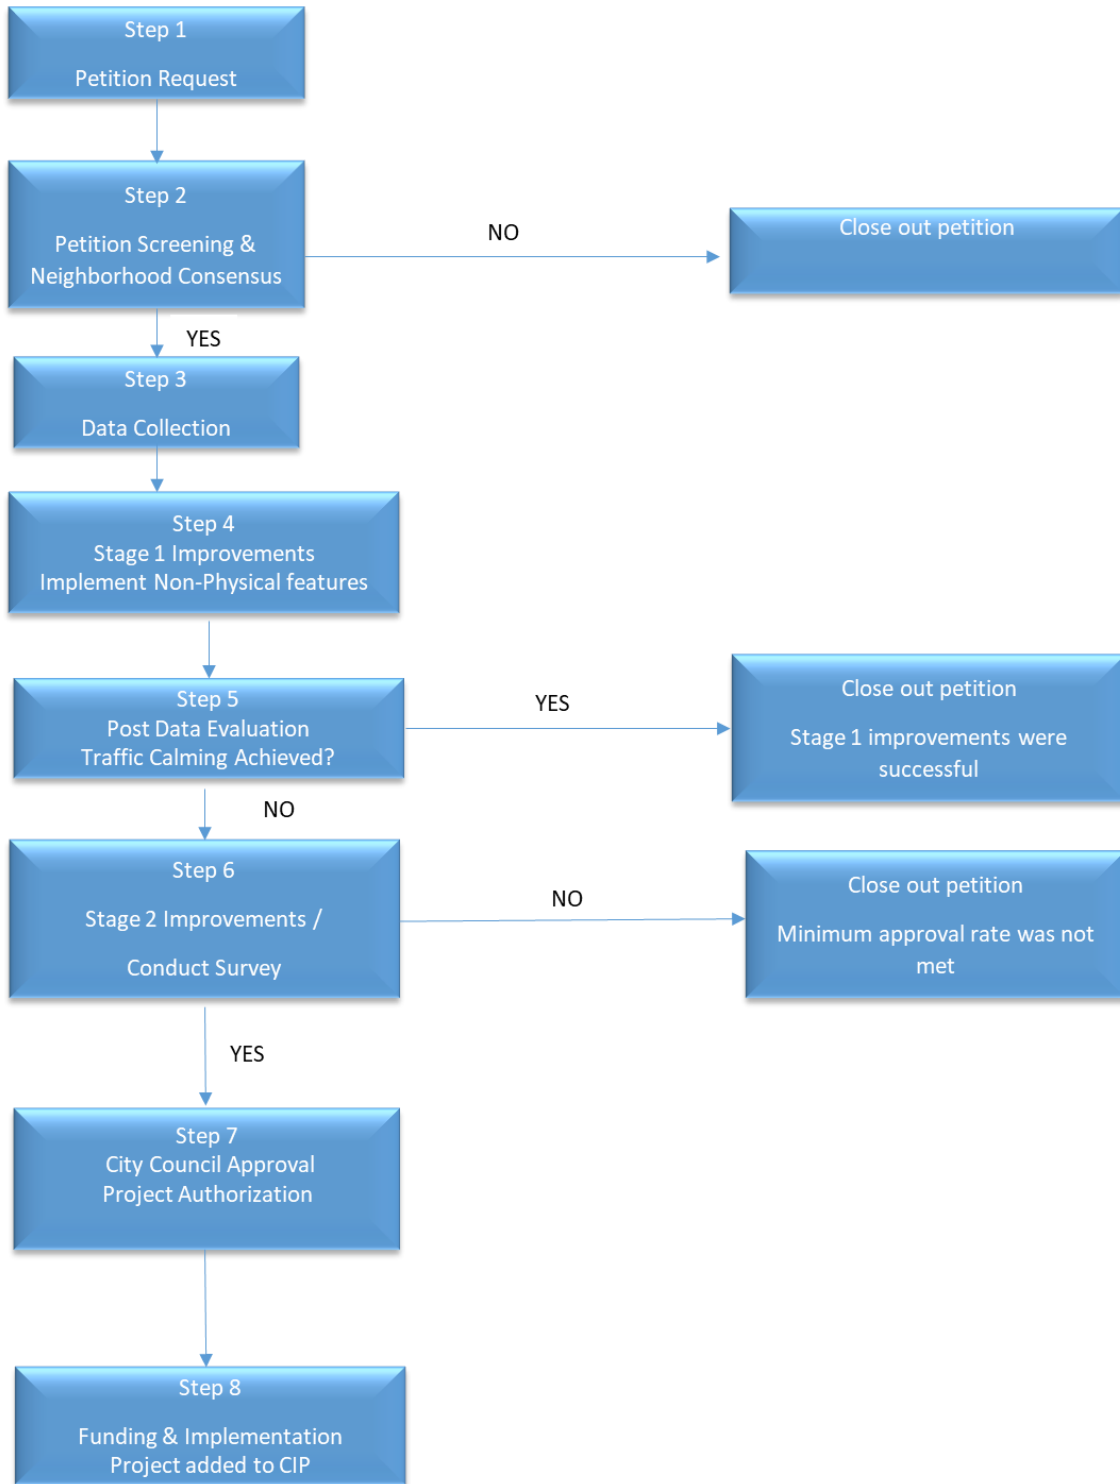 Step 1
Petition Request
Step 2
Petition Screening &
Neighborhood Consensus
NO
Close out petition
YES
Step 3
Data Collection
Step 4
Stage 1 Improvements
Implement Non-Physical features
Step 5
Post Data Evaluation
Traffic Calming Achieved?
YES
Close out petition
Stage 1 improvements were
successful
NO
Step 6
Stage 2 Improvements /
Conduct Survey
NO
Close out petition
Minimum approval rate was not
met
YES
Step 7
City Council Approval
Project Authorization
Step 8
Funding & Implementation
Project added to CIP